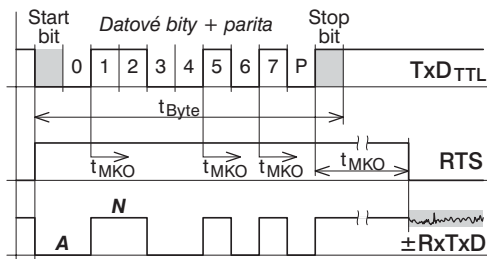 Start bit
Datové bity + parita
Stop bit
0 1 2 3 4 5 6 7 P
TxDTTL
tByte
tMKO tMKO tMKO tMKO
RTS
N
A
±RxTxD